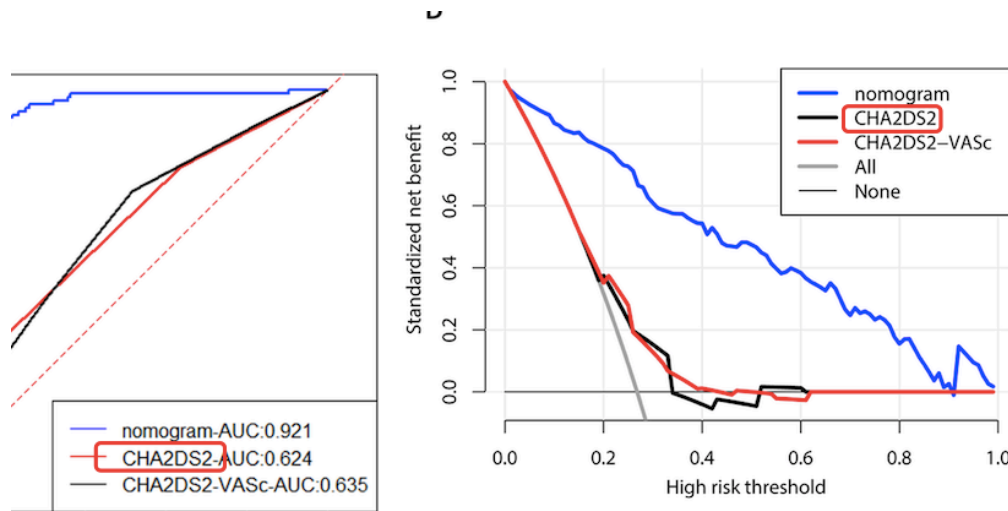 nomogram-AUC:0.921
CHA2DS2-AUC:0.624
CHA2DS2-VASc-AUC:0.635
Standardized net benefit
1.0
0.8
0.6
0.4
0.2
0.0
nomogram
CHA2DS2
CHA2DS2-VASc
All
None
0.0 0.2 0.4 0.6 0.8 1.0
High risk threshold